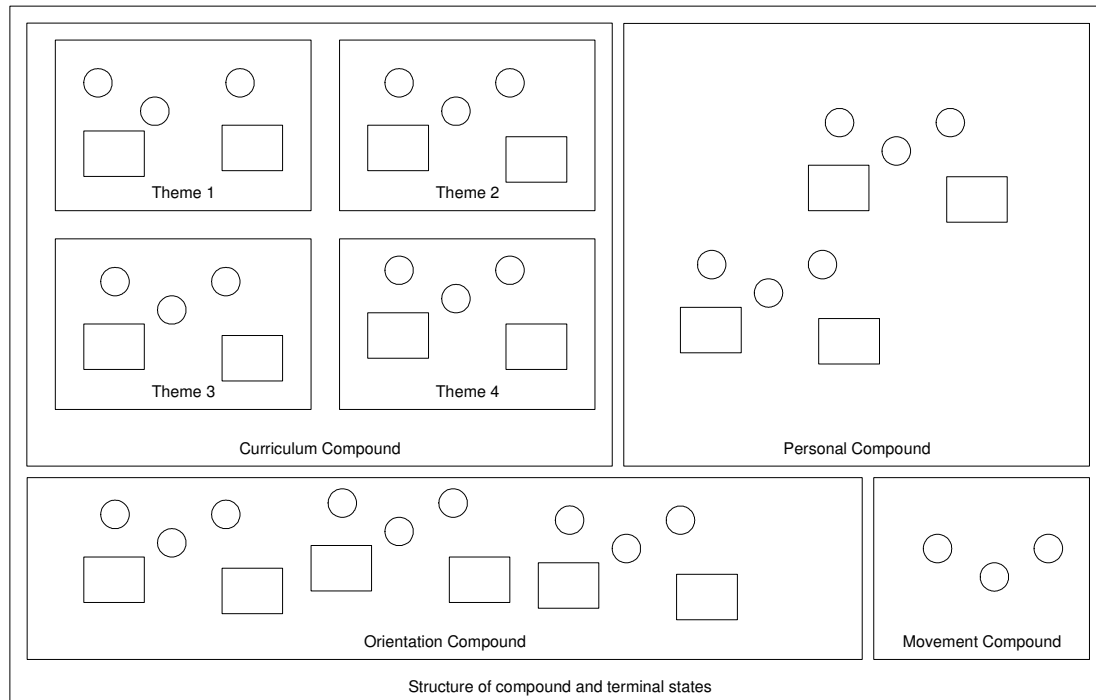 Theme 1
Theme 2
Theme 3
Theme 4
Curriculum Compound
Personal Compound
Orientation Compound
Movement Compound
Structure of compound and terminal states